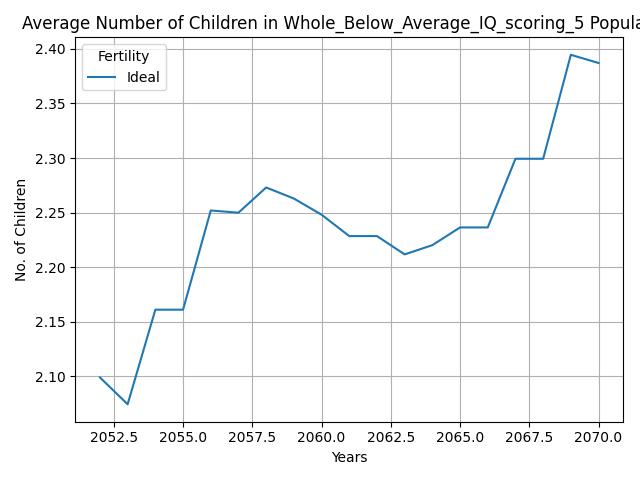 Average Number of Children in Whole_Below_Average_IQ_scoring_5 Popula
Fertility
Ideal
2.40
2.35
2.30
2.25
2.20
2.15
2.10
No. of Children
2052.5 2055.0 2057.5 2060.0 2062.5 2065.0 2067.5 2070.0
Years